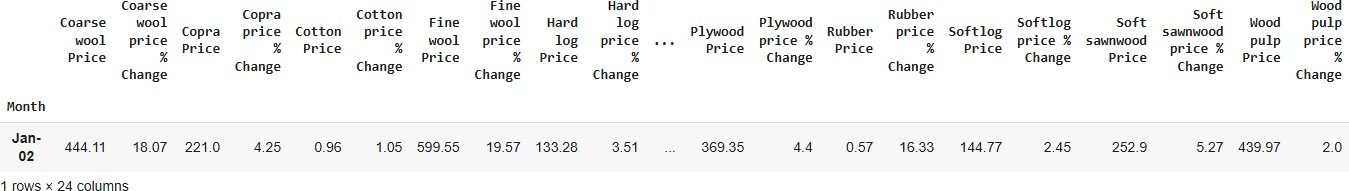 Coarse wool Price Coarse wool price % Change Copra Price Copra price % Change Cotton Price Cotton price % Change Fine wool Price Fine wool price % Change Hard log Price Hard log price % Change ... Plywood Price Plywood price % Change Rubber Price Rubber price % Change Softlog Price Softlog price % Change Soft sawnwood Price Soft sawnwood price % Change Wood pulp Price Wood pulp price % Change
Month
Jan-02 444.11 18.07 221.0 4.25 0.96 1.05 599.55 19.57 133.28 3.51 ... 369.35 4.4 0.57 16.33 144.77 2.45 252.9 5.27 439.97 2.0
1 rows × 24 columns